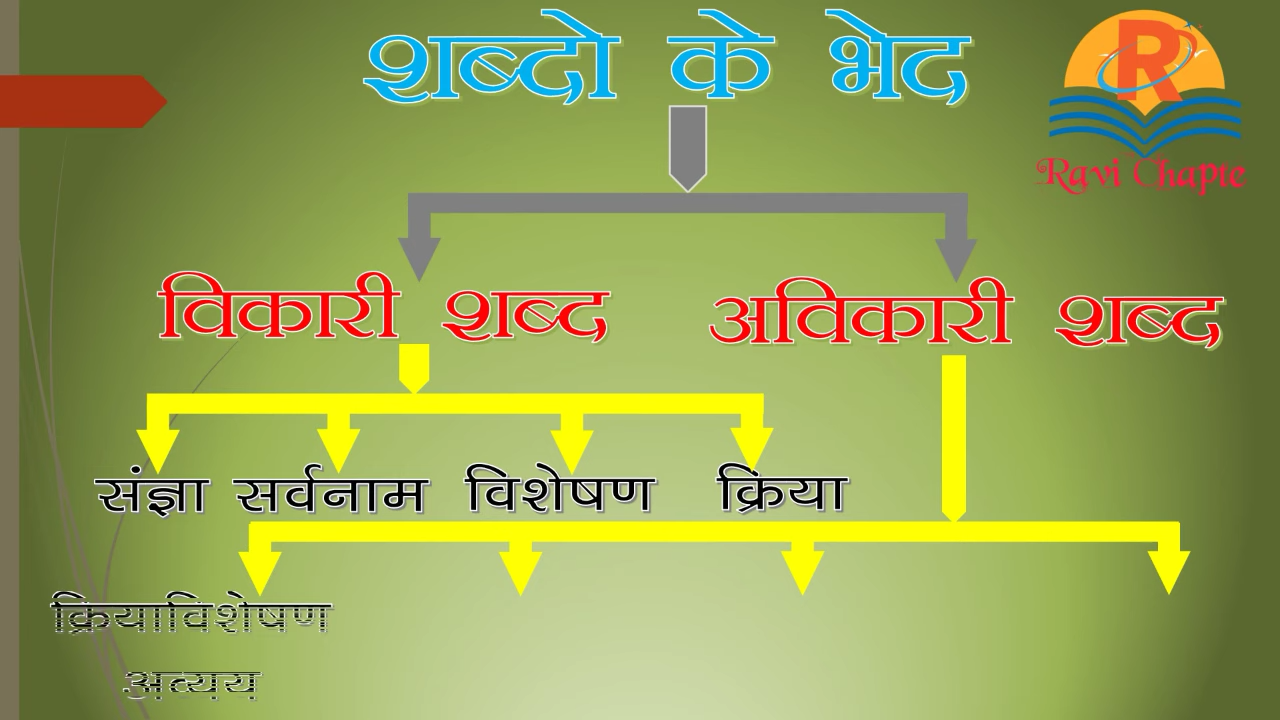 शब्दो के भेद
Ravi Chapte
विकारी शब्द अविकारी शब्द
संज्ञा सर्वनाम विशेषण क्रिया
क्रियाविशेषण
अव्यय